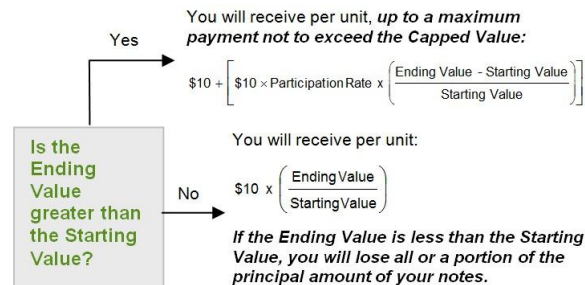 You will receive per unit, up to a maximum
payment not to exceed the Capped Value:
Yes
$10 + [ $10 × Participation Rate x ( Ending Value - Starting Value / Starting Value ) ]
Is the
Ending
Value
greater than
the Starting
Value?
No
You will receive per unit:
$10 x ( Ending Value / Starting Value )
If the Ending Value is less than the Starting
Value, you will lose all or a portion of the
principal amount of your notes.